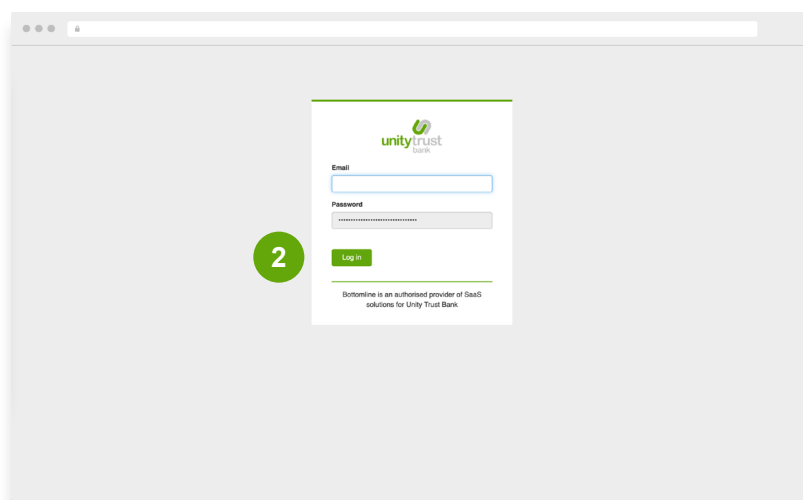 unitytrust
bank
Email
Password
2
Log in
Bottomline is an authorised provider of SaaS
solutions for Unity Trust Bank